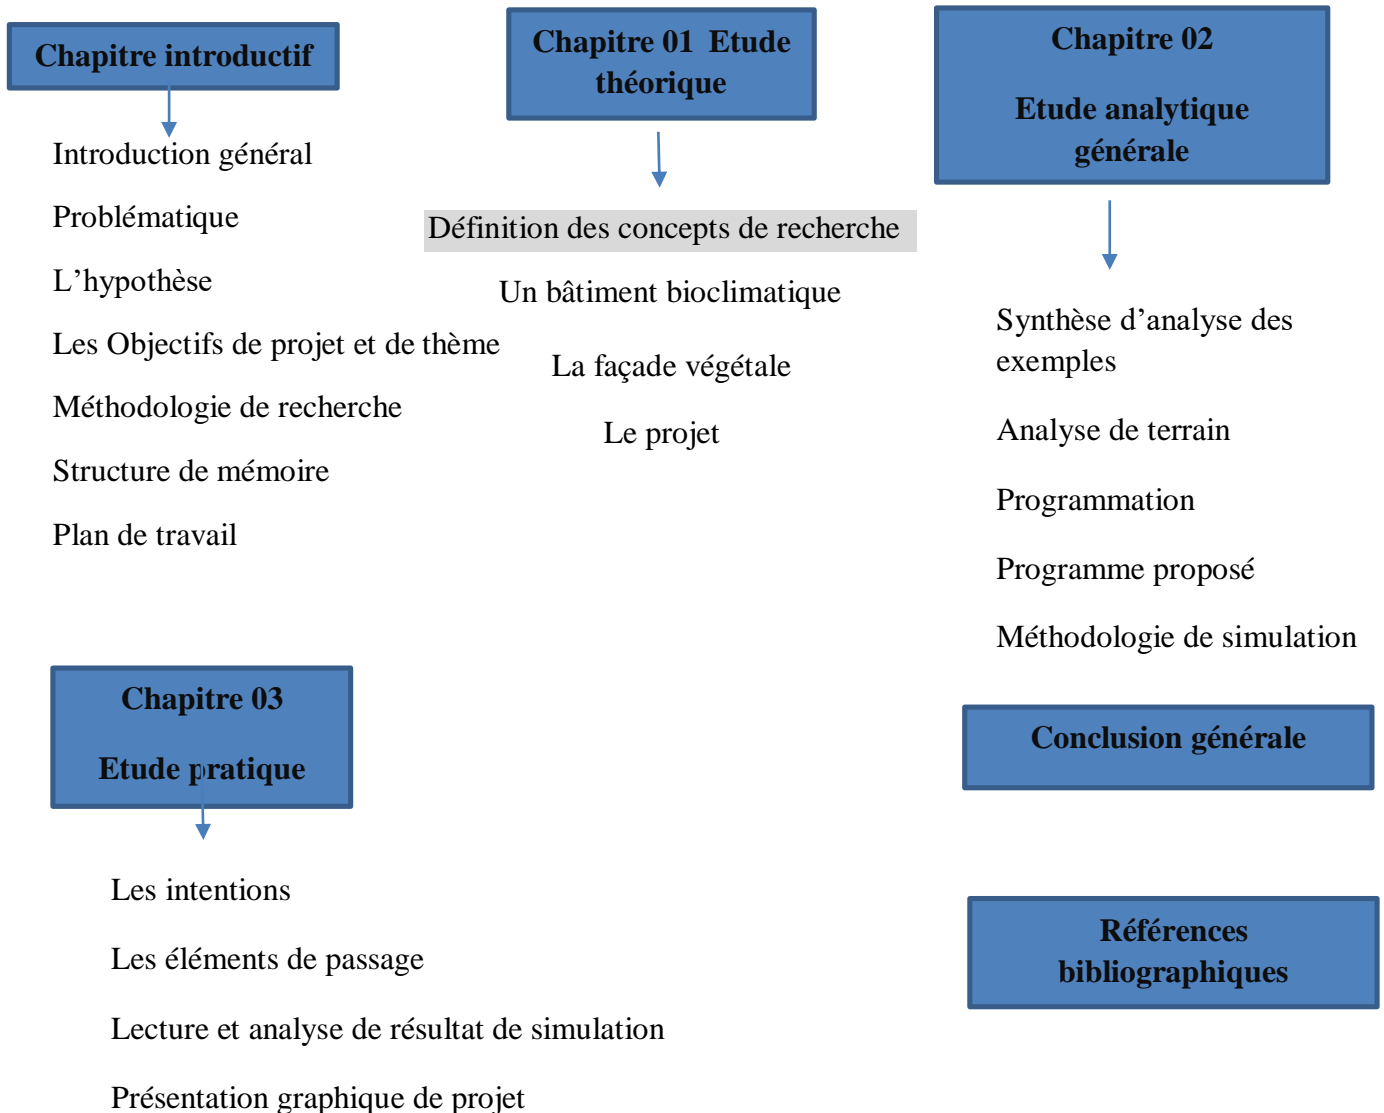 Chapitre introductif
Introduction général
Problématique
L’hypothèse
Les Objectifs de projet et de thème
Méthodologie de recherche
Structure de mémoire
Plan de travail
Chapitre 01 Etude
théorique
Définition des concepts de recherche
Un bâtiment bioclimatique
La façade végétale
Le projet
Chapitre 02
Etude analytique
générale
Synthèse d’analyse des
exemples
Analyse de terrain
Programmation
Programme proposé
Méthodologie de simulation
Chapitre 03
Etude pratique
Les intentions
Les éléments de passage
Lecture et analyse de résultat de simulation
Présentation graphique de projet
Conclusion générale
Références
bibliographiques